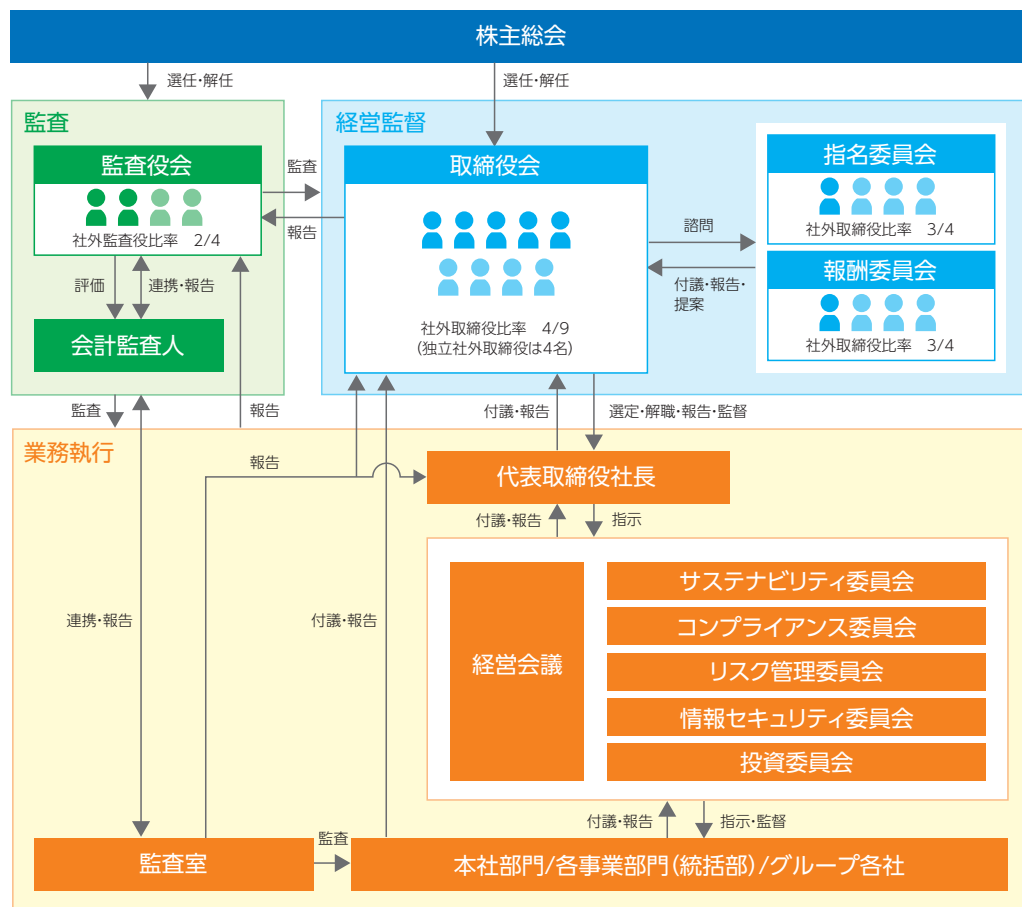 株主総会
選任・解任
選任・解任
監査
監査役会
社外監査役比率　2/4
評価
連携・報告
会計監査人
監査
報告
経営監督
取締役会
社外取締役比率　4/9
(独立社外取締役は4名)
諮問
付議・報告・
提案
指名委員会
社外取締役比率　3/4
報酬委員会
社外取締役比率　3/4
監査
報告
付議・報告
選定・解職・報告・監督
業務執行
報告
代表取締役社長
付議・報告
指示
連携・報告
付議・報告
経営会議
サステナビリティ委員会
コンプライアンス委員会
リスク管理委員会
情報セキュリティ委員会
投資委員会
付議・報告
指示・監督
監査室
監査
本社部門/各事業部門(統括部)/グループ各社